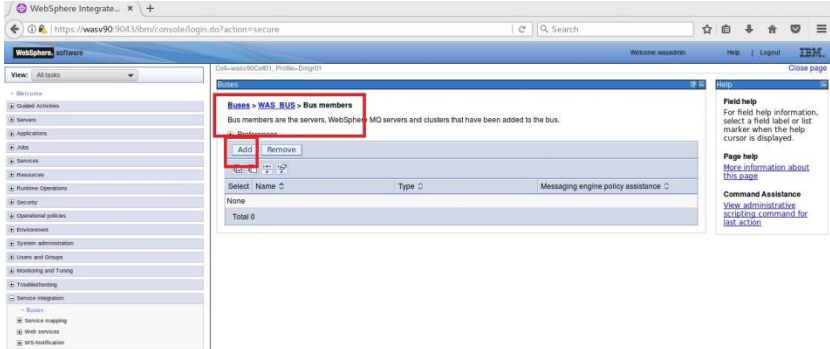 WebSphere Integrate...
https://wasv90:9043/ibm/console/login.do?action=secure
Search
WebSphere. software
Welcome wasadmin
Help | Logout
IBM.
Cell=wasv90Cell01, Profile=Dmgr01
Close page
View: All tasks
Welcome
Guided Activities
Servers
Applications
Jobs
Services
Resources
Runtime Operations
Security
Operational policies
Environment
System administration
Users and Groups
Monitoring and Tuning
Troubleshooting
Service integration
Buses
Service mapping
Web services
WS-Notification
Buses
Buses > WAS_BUS > Bus members
Bus members are the servers, WebSphere MQ servers and clusters that have been added to the bus.
Preferences
Add Remove
Select Name Type Messaging engine policy assistance
None
Total 0
Help
Field help
For field help information,
select a field label or list
marker when the help
cursor is displayed.
Page help
More information about
this page
Command Assistance
View administrative
scripting command for
last action